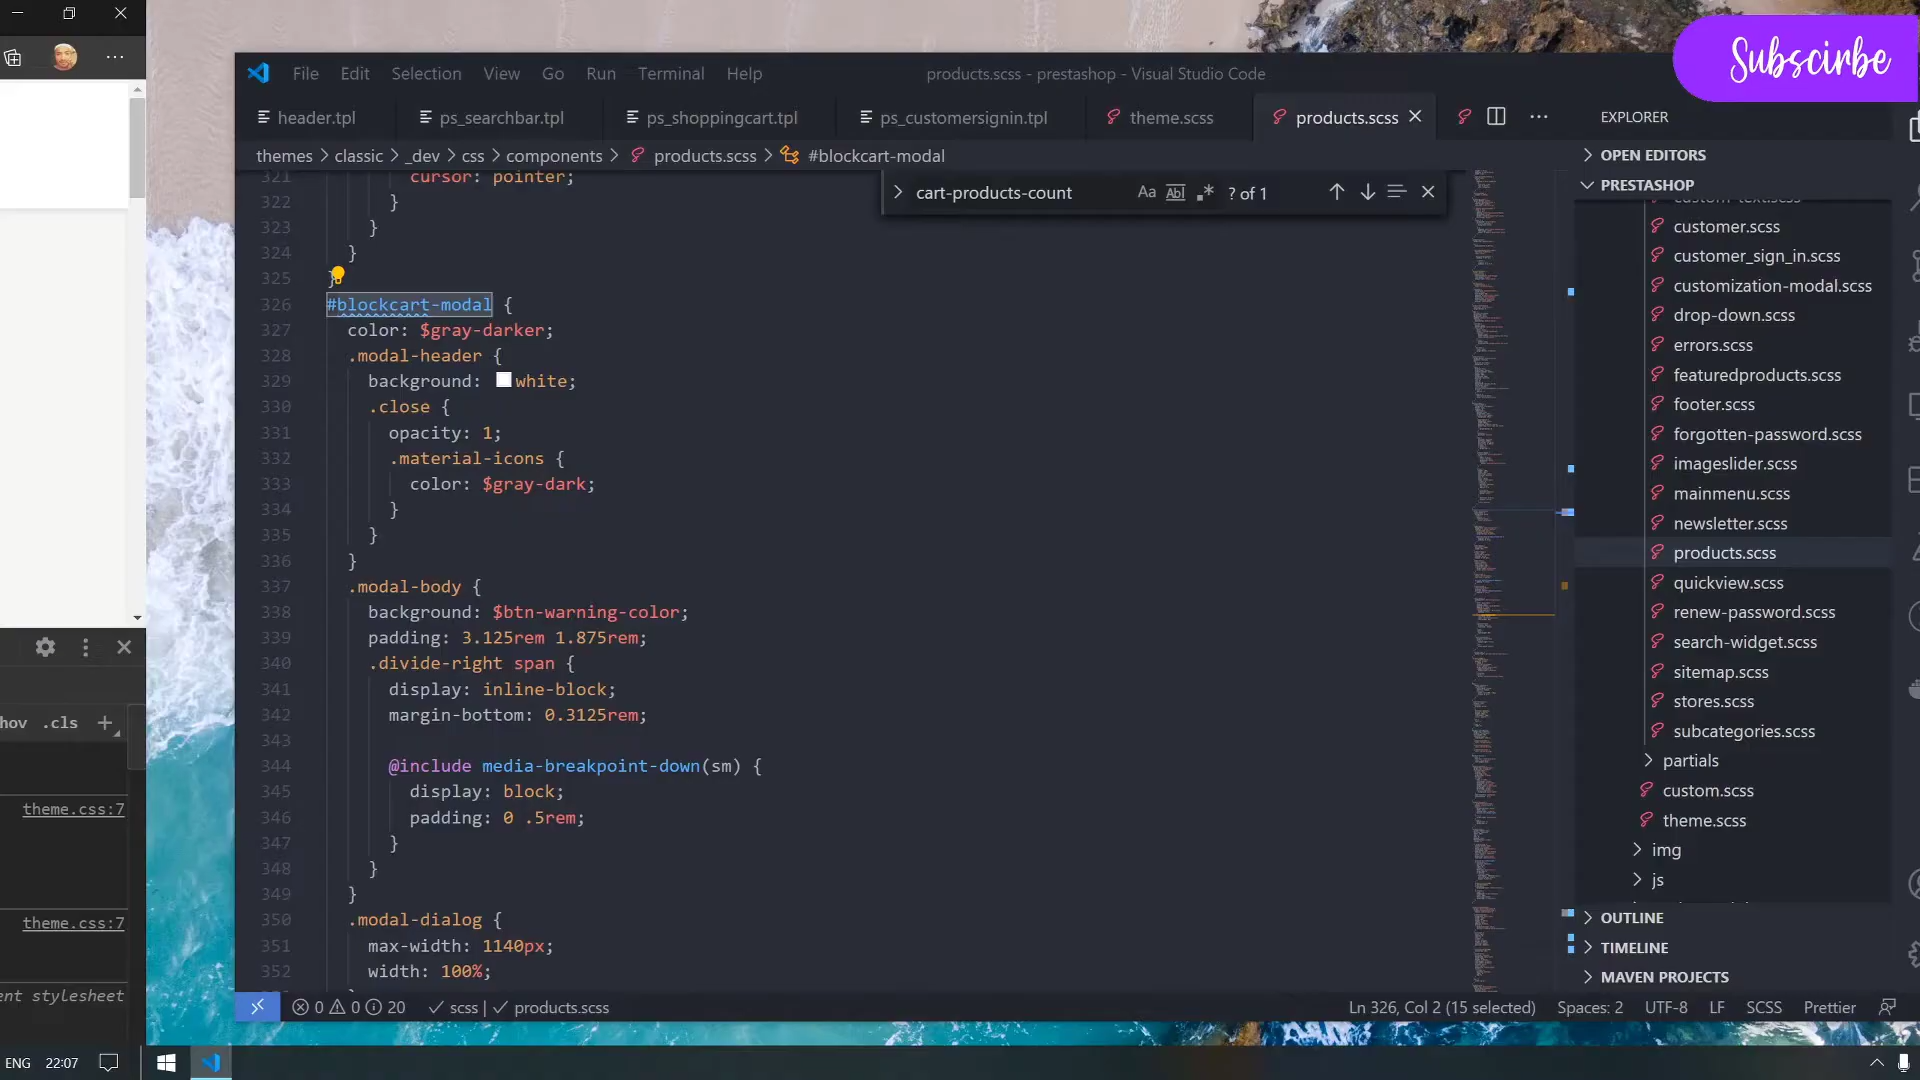 Subscirbe
File Edit Selection View Go Run Terminal Help
products.scss - prestashop - Visual Studio Code
header.tpl ps_searchbar.tpl ps_shoppingcart.tpl ps_customersignin.tpl theme.scss products.scss
EXPLORER
themes > classic > _dev > css > components > products.scss > #blockcart-modal
cart-products-count Aa Abl .* ? of 1
321 cursor: pointer;
322 }
323 }
324 }
325 }
326 #blockcart-modal {
327 color: $gray-darker;
328 .modal-header {
329 background: white;
330 .close {
331 opacity: 1;
332 .material-icons {
333 color: $gray-dark;
334 }
335 }
336 }
337 .modal-body {
338 background: $btn-warning-color;
339 padding: 3.125rem 1.875rem;
340 .divide-right span {
341 display: inline-block;
342 margin-bottom: 0.3125rem;
343
344 @include media-breakpoint-down(sm) {
345 display: block;
346 padding: 0 .5rem;
347 }
348 }
349 }
350 .modal-dialog {
351 max-width: 1140px;
352 width: 100%;
OPEN EDITORS
PRESTASHOP
custom-text.scss
customer.scss
customer_sign_in.scss
customization-modal.scss
drop-down.scss
errors.scss
featuredproducts.scss
footer.scss
forgotten-password.scss
imageslider.scss
mainmenu.scss
newsletter.scss
products.scss
quickview.scss
renew-password.scss
search-widget.scss
sitemap.scss
stores.scss
subcategories.scss
partials
custom.scss
theme.scss
img
js
OUTLINE
TIMELINE
MAVEN PROJECTS
hov .cls +
theme.css:7
theme.css:7
ent stylesheet
0 0 20 scss | products.scss
Ln 326, Col 2 (15 selected) Spaces: 2 UTF-8 LF SCSS Prettier
ENG 22:07